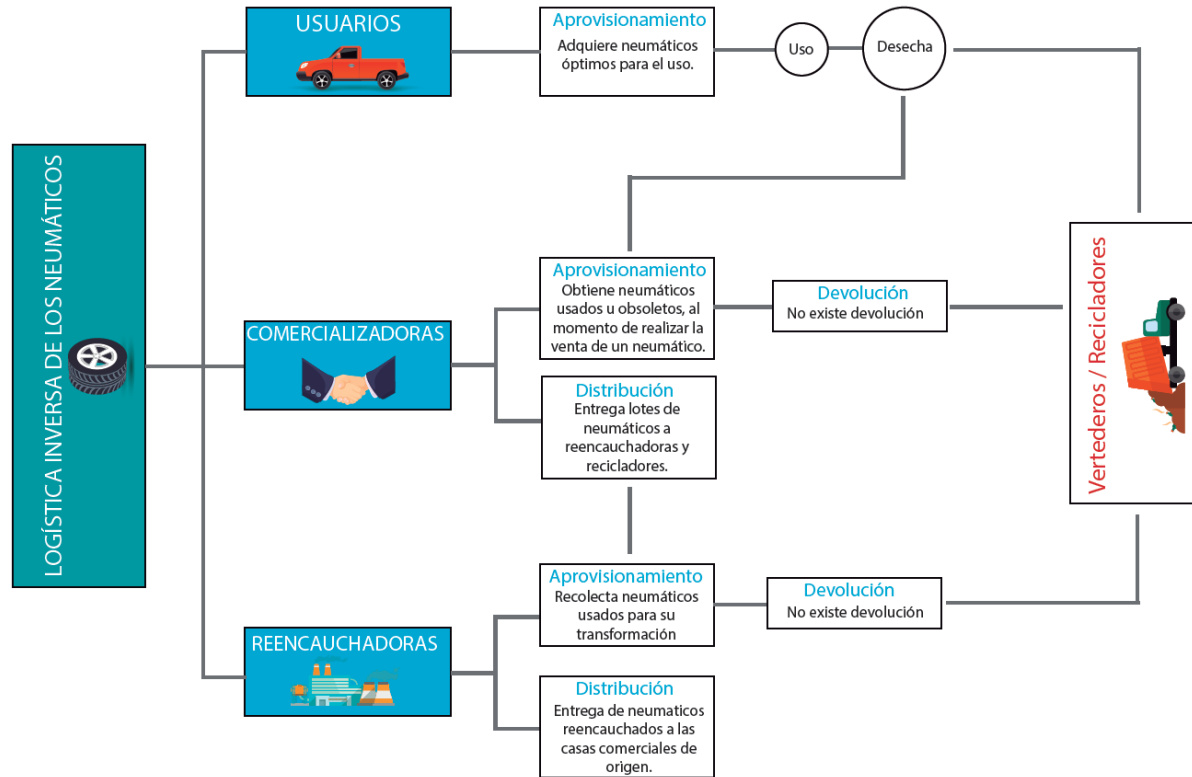 LOGÍSTICA INVERSA DE LOS NEUMÁTICOS
USUARIOS
Aprovisionamiento
Adquiere neumáticos
óptimos para el uso.
Uso
Desecha
COMERCIALIZADORAS
Aprovisionamiento
Obtiene neumáticos
usados u obsoletos, al
momento de realizar la
venta de un neumático.
Devolución
No existe devolución
Distribución
Entrega lotes de
neumáticos a
reencauchadoras y
recicladores.
Vertederos / Recicladores
REENCAUCHADORAS
Aprovisionamiento
Recolecta neumáticos
usados para su
transformación
Devolución
No existe devolución
Distribución
Entrega de neumaticos
reencauchados a las
casas comerciales de
origen.